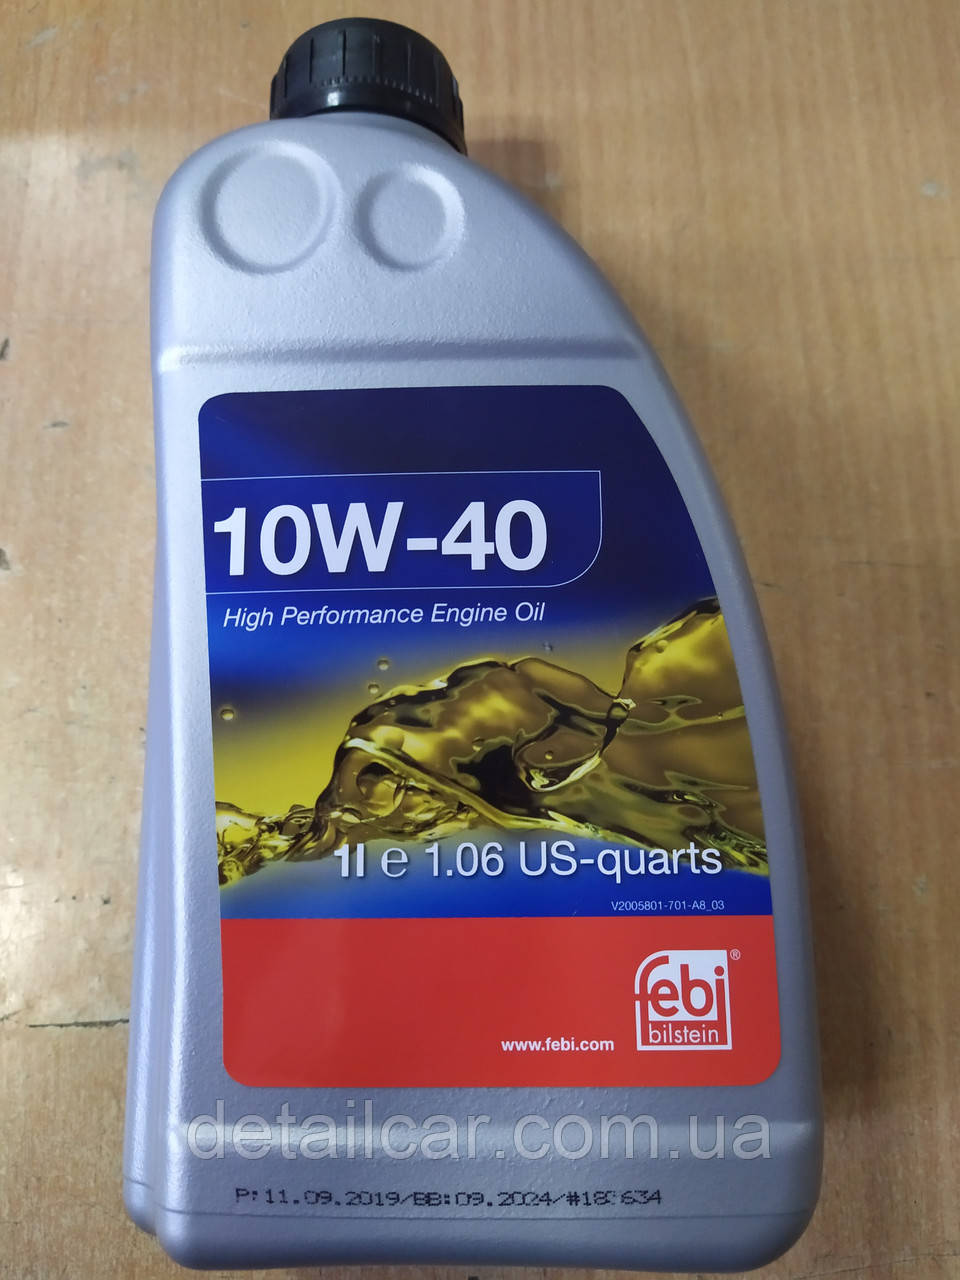 10W-40
High Performance Engine Oil
1l e 1.06 US-quarts
V2005801-701-A8_03
febi®
bilstein
www.febi.com
detailcar.com.ua
P:11.09.2019/BB:09.2024/